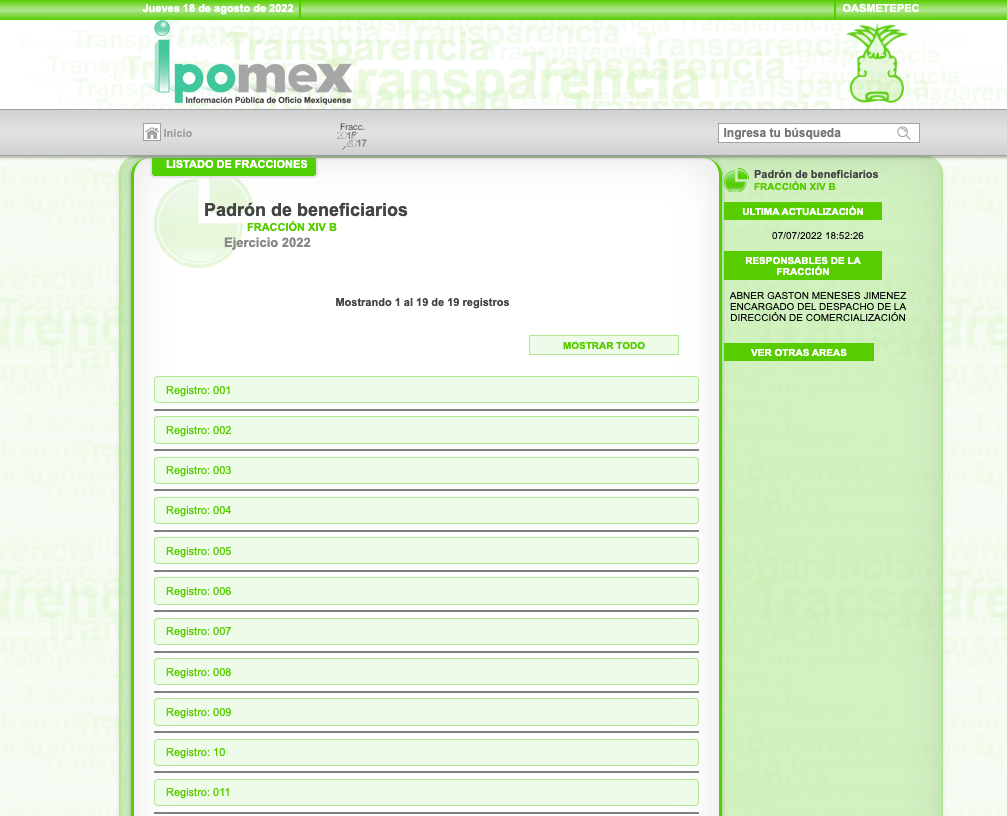 Jueves 18 de agosto de 2022
OASMETEPEC
ipomex
Información Pública de Oficio Mexiquense
Inicio
Fracc.
2015
2017
Ingresa tu búsqueda
LISTADO DE FRACCIONES
Padrón de beneficiarios
FRACCIÓN XIV B
Ejercicio 2022
Mostrando 1 al 19 de 19 registros
MOSTRAR TODO
Registro: 001
Registro: 002
Registro: 003
Registro: 004
Registro: 005
Registro: 006
Registro: 007
Registro: 008
Registro: 009
Registro: 10
Registro: 011
Padrón de beneficiarios
FRACCIÓN XIV B
ULTIMA ACTUALIZACIÓN
07/07/2022 18:52:26
RESPONSABLES DE LA
FRACCIÓN
ABNER GASTON MENESES JIMENEZ
ENCARGADO DEL DESPACHO DE LA
DIRECCIÓN DE COMERCIALIZACIÓN
VER OTRAS AREAS